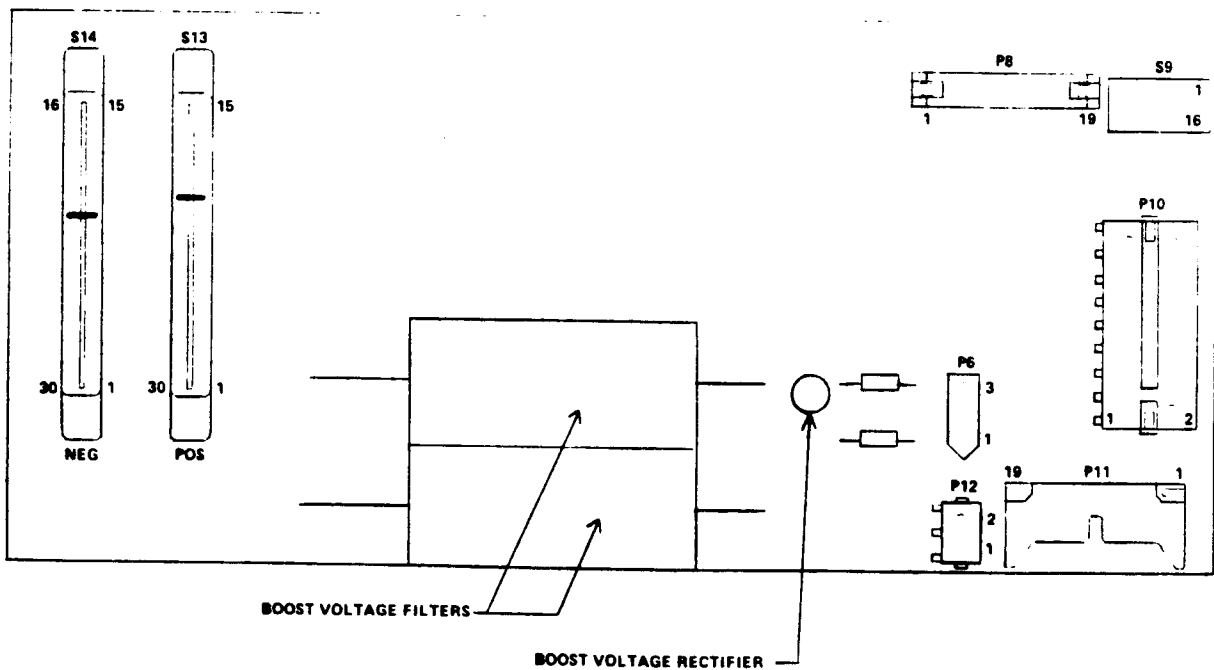 S14 S13
P8 S9
16 15 15
1 19 1
16
P10
30 1 30 1
NEG POS
P6
3
1
1 2
19 P11 1
P12
2
1
BOOST VOLTAGE FILTERS
BOOST VOLTAGE RECTIFIER